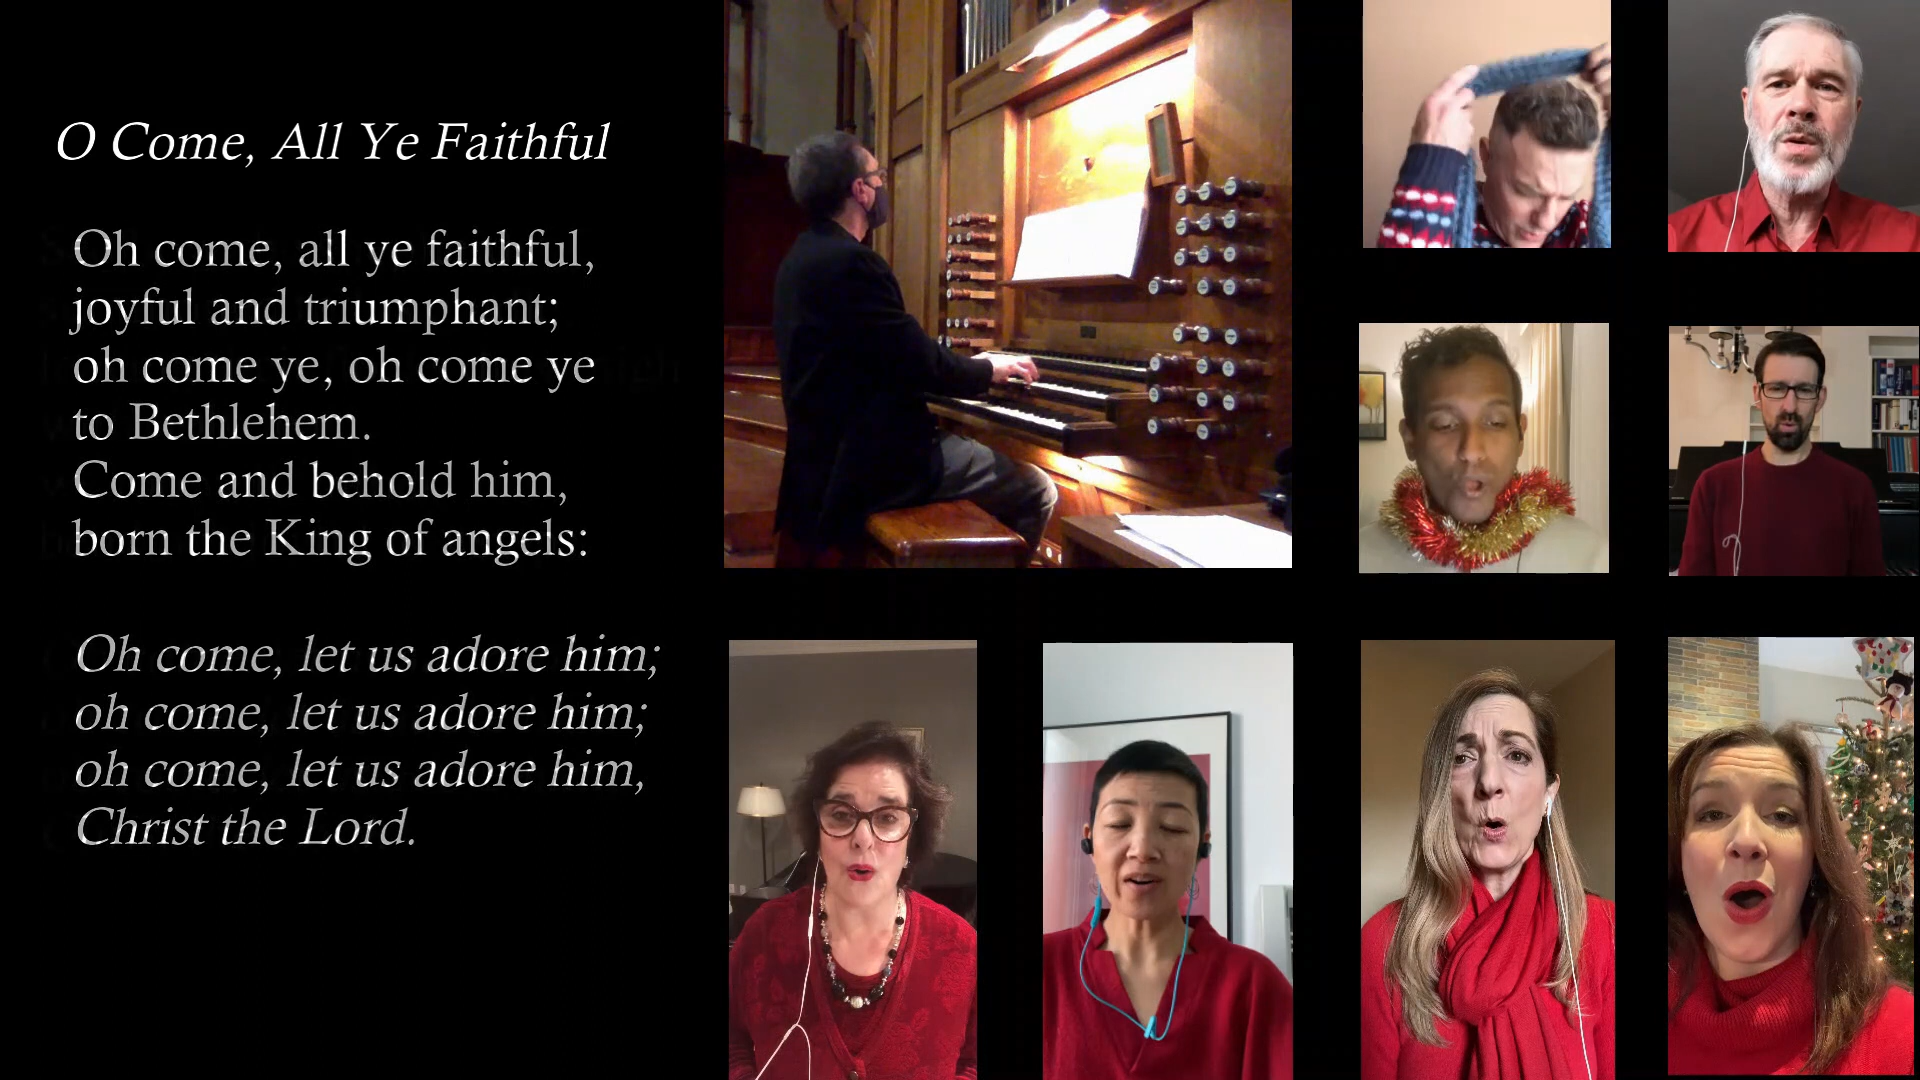 O Come, All Ye Faithful
Oh come, all ye faithful,
joyful and triumphant;
oh come ye, oh come ye
to Bethlehem.
Come and behold him,
born the King of angels:
Oh come, let us adore him;
oh come, let us adore him;
oh come, let us adore him,
Christ the Lord.